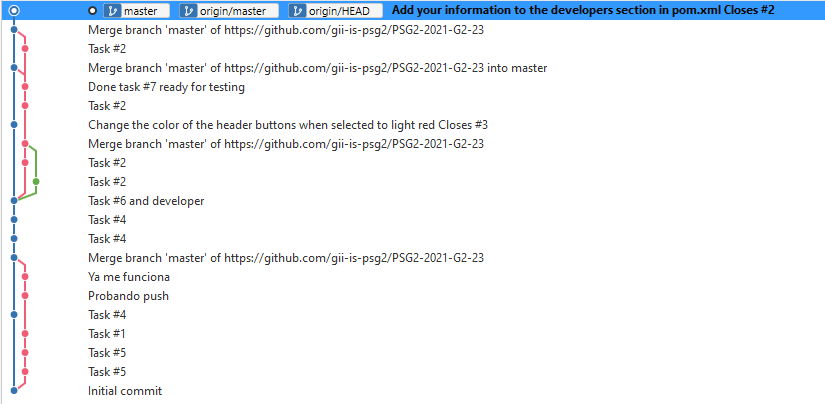 master origin/master origin/HEAD Add your information to the developers section in pom.xml Closes #2
Merge branch 'master' of https://github.com/gii-is-psg2/PSG2-2021-G2-23
Task #2
Merge branch 'master' of https://github.com/gii-is-psg2/PSG2-2021-G2-23 into master
Done task #7 ready for testing
Task #2
Change the color of the header buttons when selected to light red Closes #3
Merge branch 'master' of https://github.com/gii-is-psg2/PSG2-2021-G2-23
Task #2
Task #2
Task #6 and developer
Task #4
Task #4
Merge branch 'master' of https://github.com/gii-is-psg2/PSG2-2021-G2-23
Ya me funciona
Probando push
Task #4
Task #1
Task #5
Task #5
Initial commit